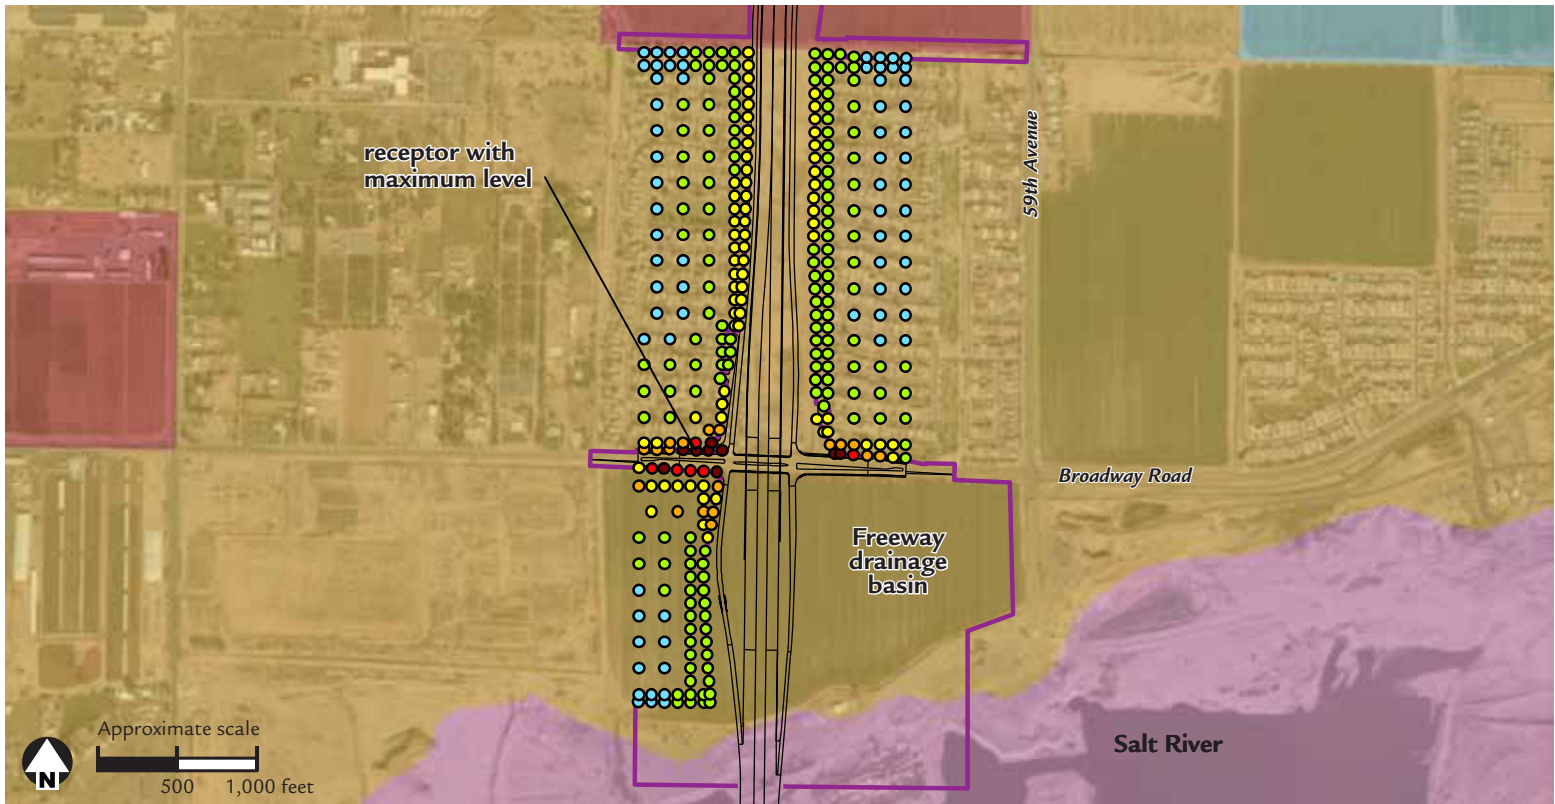 59th Avenue
receptor with
maximum level
Broadway Road
Freeway
drainage
basin
Salt River
Approximate scale
500 1,000 feet
N